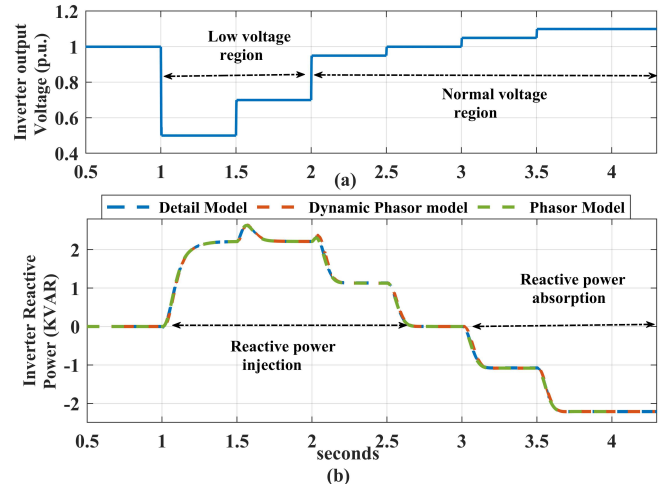 Inverter output
Voltage (p.u.)
1.2
1
0.8
0.6
0.4
Low voltage
region
Normal voltage
region
0.5 1 1.5 2 2.5 3 3.5 4
(a)
Detail Model Dynamic Phasor model Phasor Model
Inverter Reactive
Power (KVAR)
2
1
0
-1
-2
Reactive power
injection
Reactive power
absorption
0.5 1 1.5 2 2.5 3 3.5 4
seconds
(b)